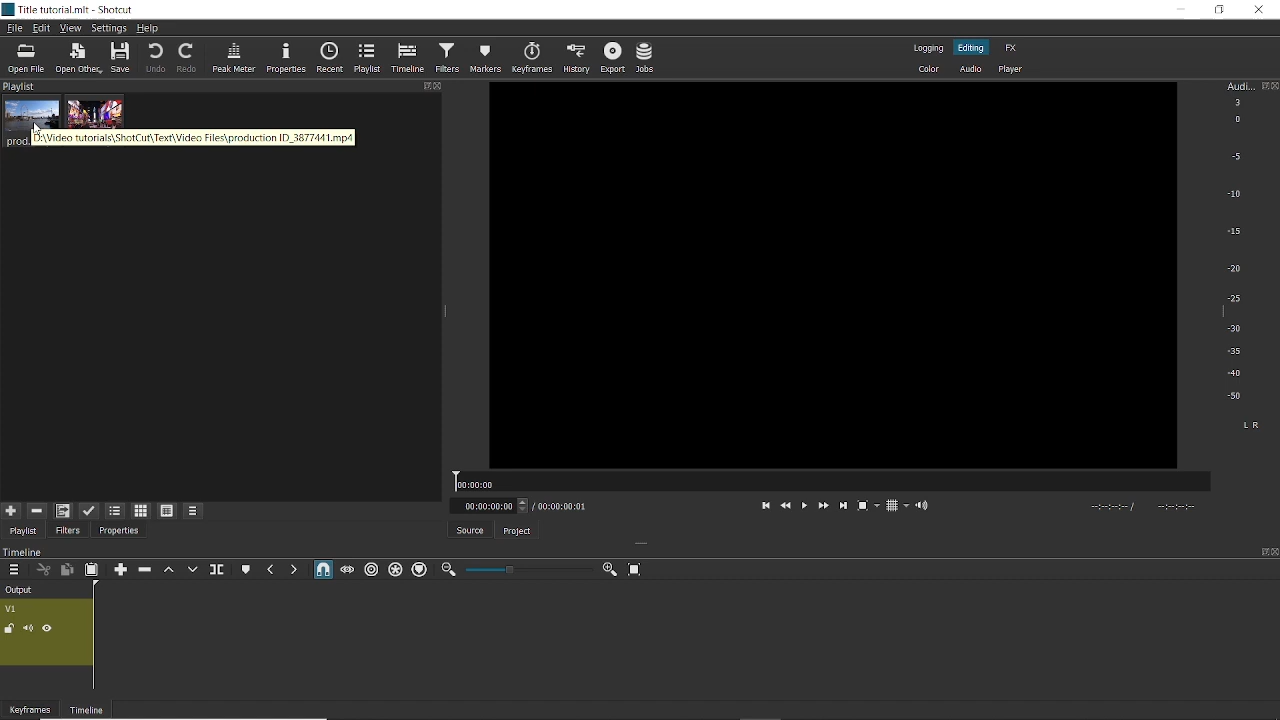 Title tutorial.mlt - Shotcut
File Edit View Settings Help
Open File Open Other Save Undo Redo Peak Meter Properties Recent Playlist Timeline Filters Markers Keyframes History Export Jobs
Logging Editing FX
Color Audio Player
Playlist
Audi...
prod.
D:\Video tutorials\ShotCut\Text\Video Files\production ID_3877441.mp4
3
0
-5
-10
-15
-20
-25
-30
-35
-40
-50
L R
00:00:00
00:00:00:00 / 00:00:00:01
--:--:--:-- / --:--:--:--
Playlist Filters Properties
Source Project
Timeline
Output
V1
Keyframes Timeline